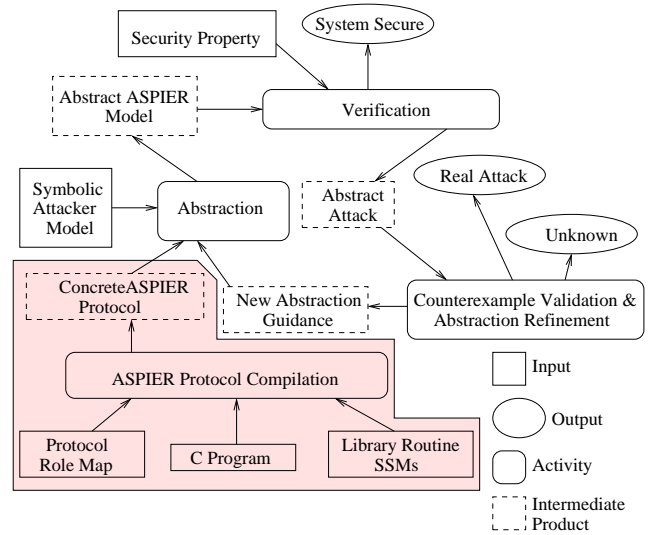 Security Property
System Secure
Abstract ASPIER
Model
Verification
Symbolic
Attacker
Model
Abstraction
Abstract
Attack
Real Attack
Unknown
ConcreteASPIER
Protocol
New Abstraction
Guidance
Counterexample Validation &
Abstraction Refinement
ASPIER Protocol Compilation
Protocol
Role Map
C Program
Library Routine
SSMs
Input
Output
Activity
Intermediate
Product